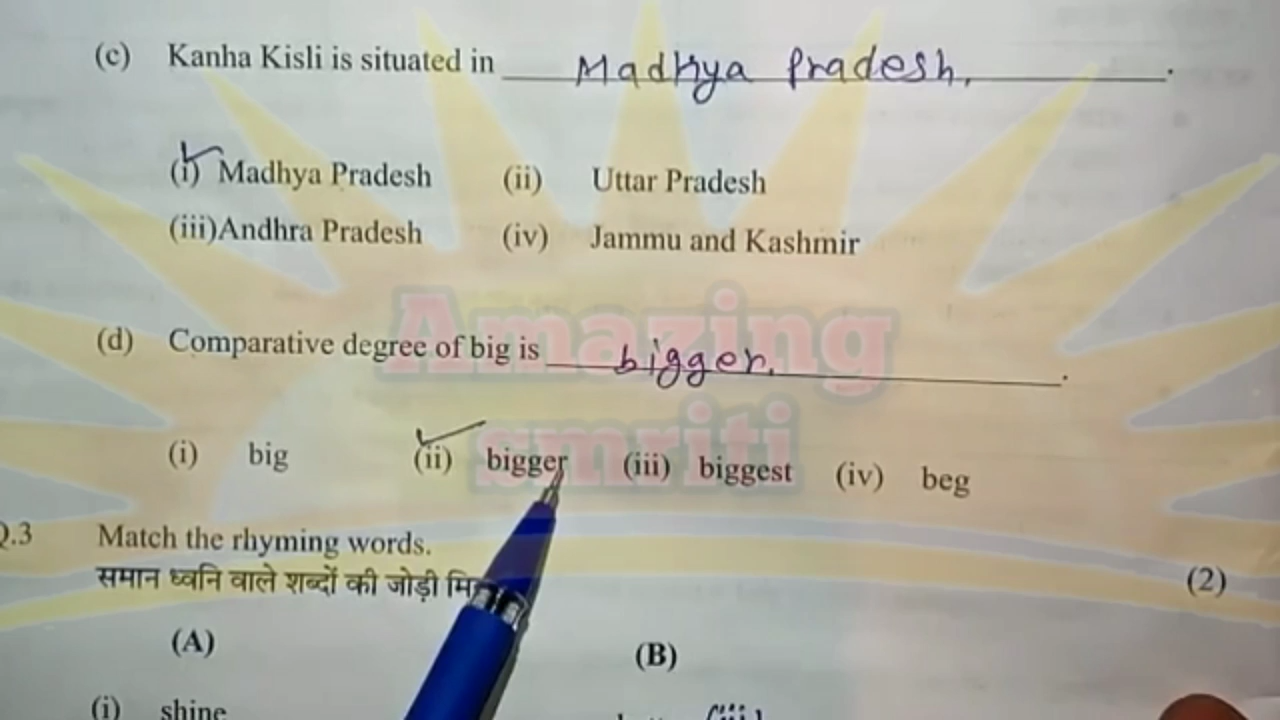 (c) Kanha Kisli is situated in Madhya Pradesh.
(i) Madhya Pradesh (ii) Uttar Pradesh
(iii)Andhra Pradesh (iv) Jammu and Kashmir
Amazing
(d) Comparative degree of big is bigger.
smriti
(i) big (ii) bigger (iii) biggest (iv) beg
Q.3 Match the rhyming words.
समान ध्वनि वाले शब्दों की जोड़ी (2)
(A) (B)
(i) shine